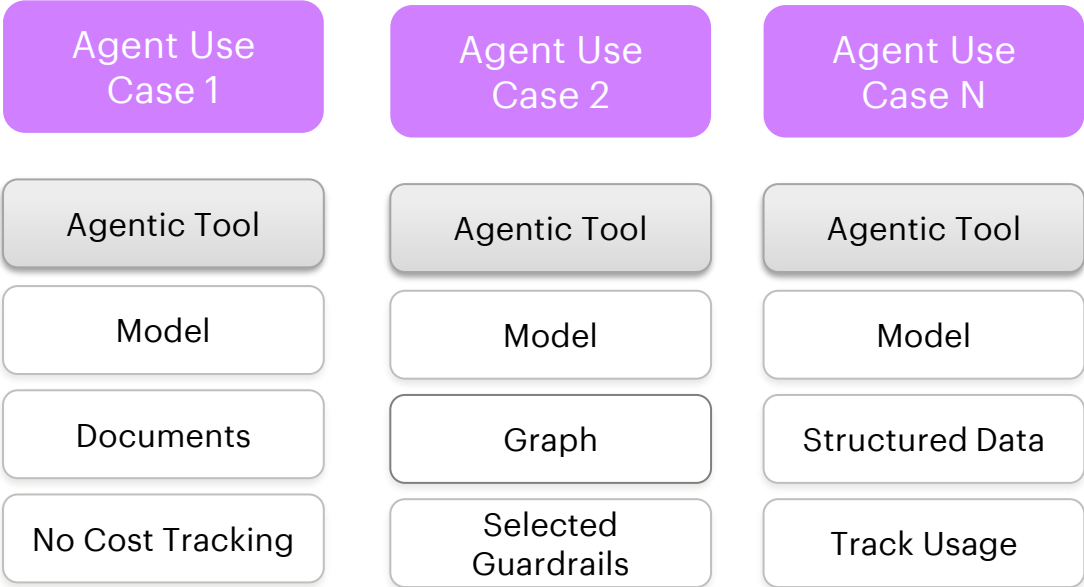 Agent Use
Case 1
Agent Use
Case 2
Agent Use
Case N
Agentic Tool
Agentic Tool
Agentic Tool
Model
Model
Model
Documents
Graph
Structured Data
No Cost Tracking
Selected
Guardrails
Track Usage